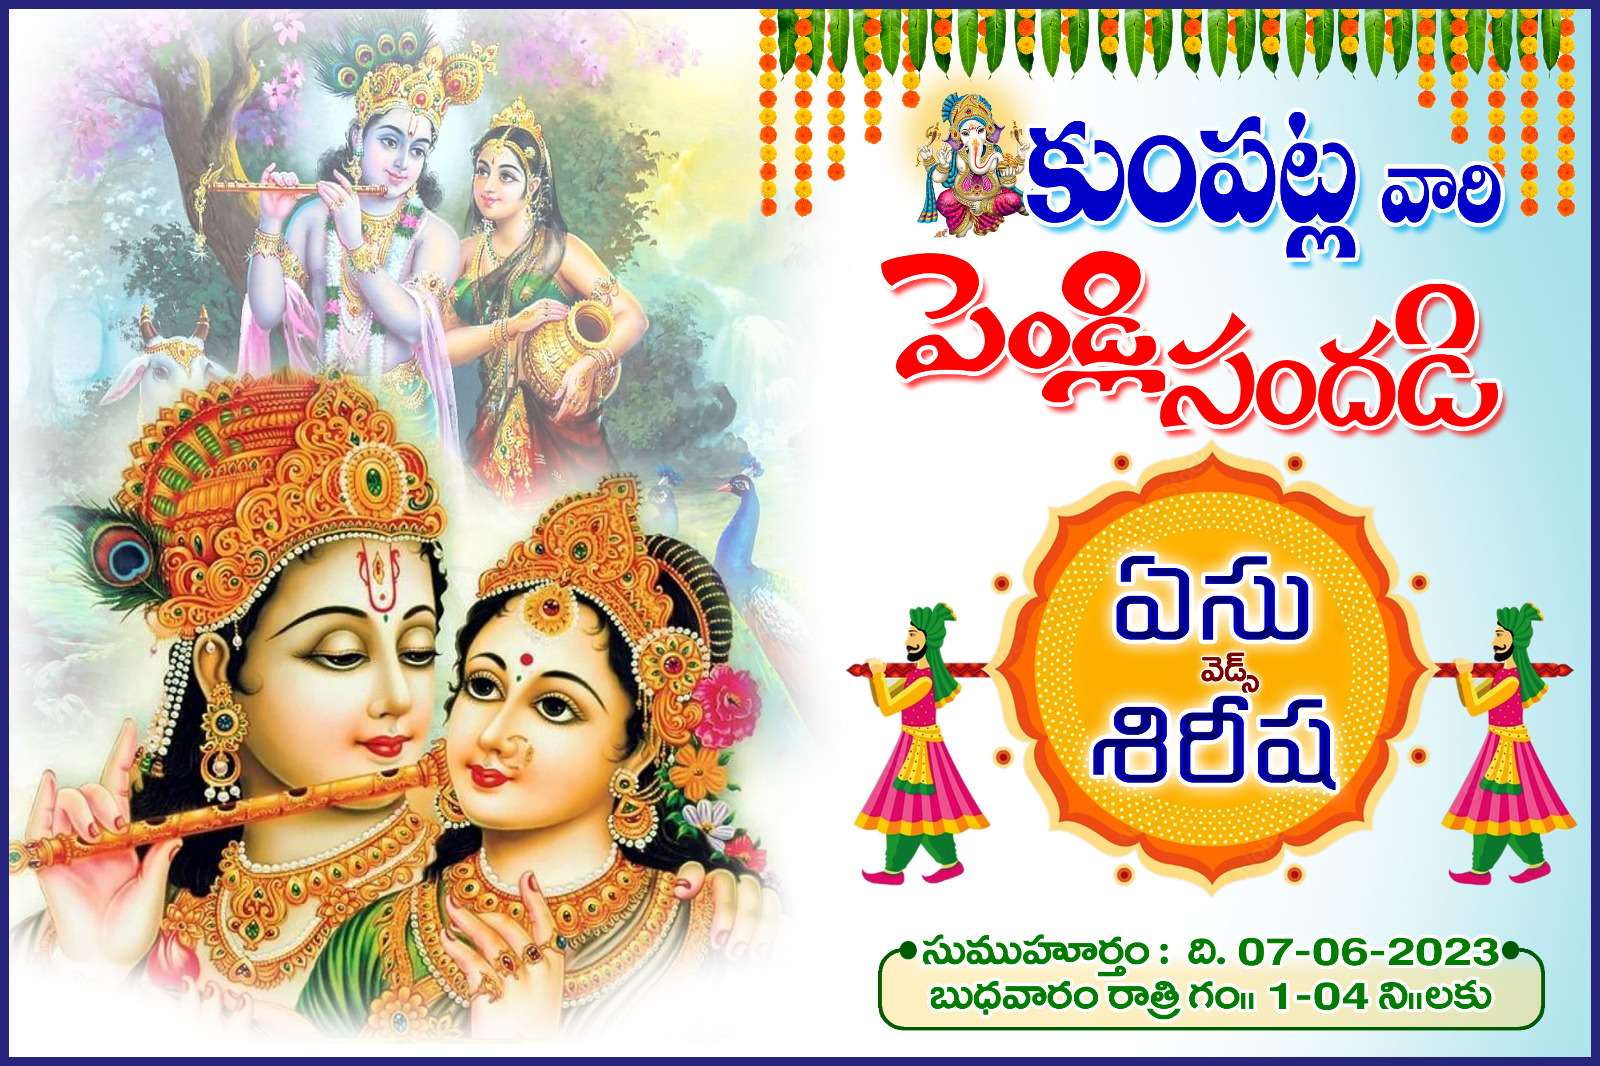 కుంపట్ల వారి
పెండ్లి సందడి
ఏసు
వెడ్స్
శిరీష
సుముహూర్తం : ది. 07-06-2023
బుధవారం రాత్రి గం॥ 1-04 ని॥లకు